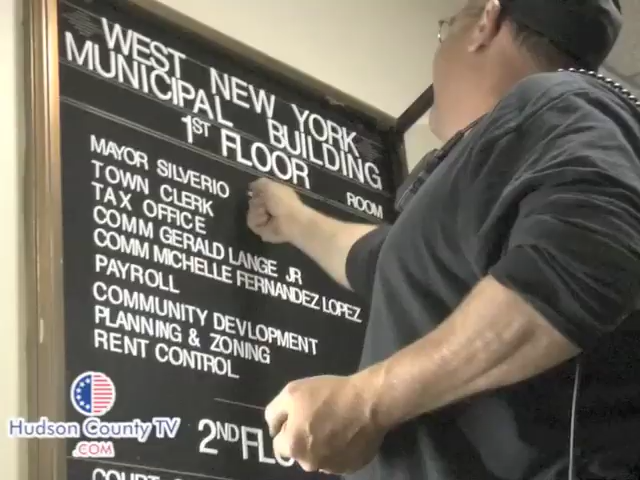 WEST NEW YORK
MUNICIPAL BUILDING
1ST FLOOR
ROOM
MAYOR SILVERIO
TOWN CLERK
TAX OFFICE
COMM GERALD LANGE JR
COMM MICHELLE FERNANDEZ LOPEZ
PAYROLL
COMMUNITY DEVLOPMENT
PLANNING & ZONING
RENT CONTROL
2ND
Hudson County TV
.COM